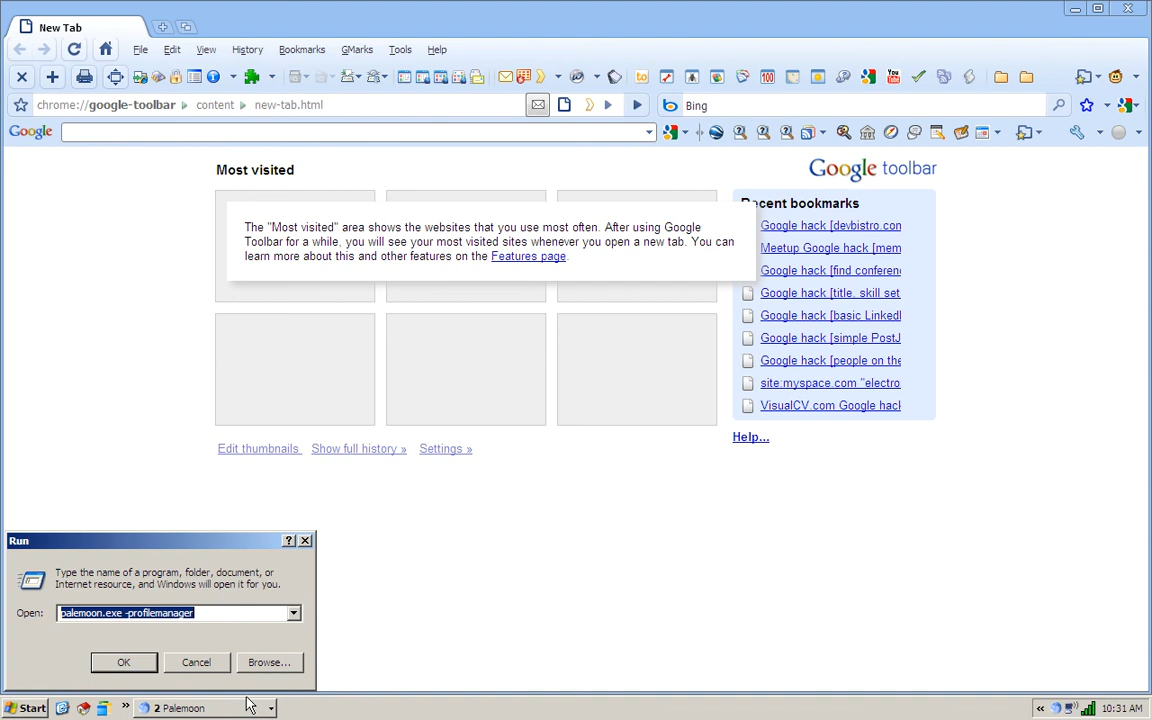 New Tab
File Edit View History Bookmarks GMarks Tools Help
chrome://google-toolbar content new-tab.html
Bing
Google
Google toolbar
Most visited
The "Most visited" area shows the websites that you use most often. After using Google
Toolbar for a while, you will see your most visited sites whenever you open a new tab. You can
learn more about this and other features on the Features page.
Edit thumbnails Show full history » Settings »
Recent bookmarks
Google hack [devbistro.con
Meetup Google hack [mem
Google hack [find conferenc
Google hack [title, skill set
Google hack [basic LinkedI
Google hack [simple PostJ
Google hack [people on the
site:myspace.com "electro
VisualCV.com Google hack
Help...
Run
Type the name of a program, folder, document, or
Internet resource, and Windows will open it for you.
Open: palemoon.exe -profilemanager
OK Cancel Browse...
Start 2 Palemoon 10:31 AM